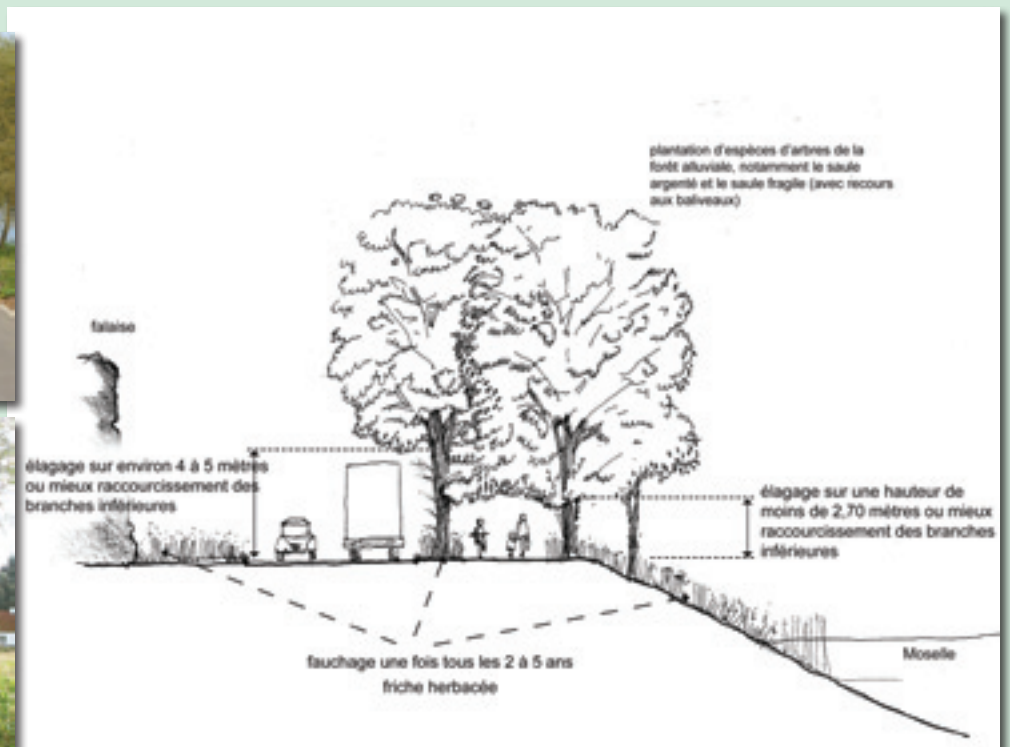 plantation d'espèces d'arbres de la
forêt alluviale, notamment le saule
argenté et le saule fragile (avec recours
aux baliveaux)
falaise
élagage sur environ 4 à 5 mètres
ou mieux raccourcissement des
branches inférieures
élagage sur une hauteur de
moins de 2,70 mètres ou mieux
raccourcissement des branches
inférieures
fauchage une fois tous les 2 à 5 ans
friche herbacée
Moselle